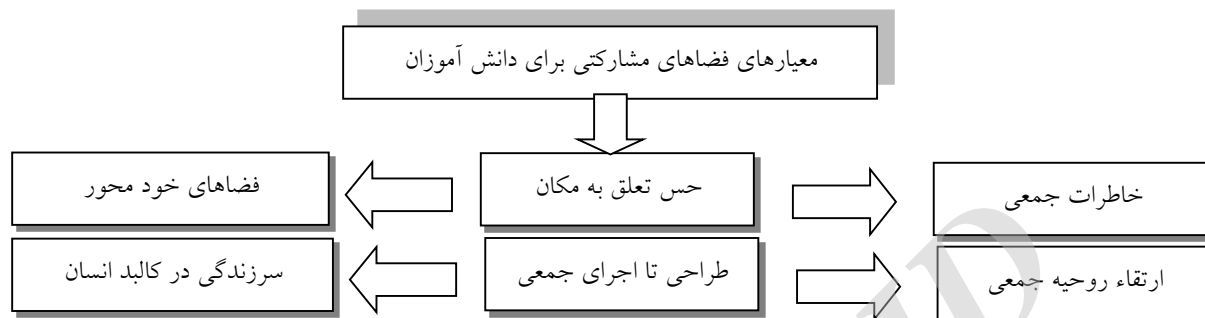 معیارهای فضاهای مشارکتی برای دانش آموزان
خاطرات جمعی
حس تعلق به مکان
فضاهای خود محور
ارتقاء روحیه جمعی
طراحی تا اجرای جمعی
سرزندگی در کالبد انسان